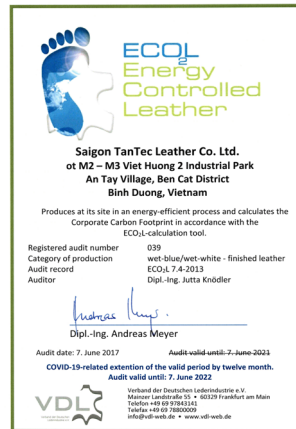 ECO2L
Energy
Controlled
Leather
Saigon TanTec Leather Co. Ltd.
ot M2 – M3 Viet Huong 2 Industrial Park
An Tay Village, Ben Cat District
Binh Duong, Vietnam
Produces at its site in an energy-efficient process and calculates the
Corporate Carbon Footprint in accordance with the
ECO₂L-calculation tool.
Registered audit number 039
Category of production wet-blue/wet-white - finished leather
Audit record ECO₂L 7.4-2013
Auditor Dipl.-Ing. Jutta Knödler
Dipl.-Ing. Andreas Meyer
Audit date: 7. June 2017 Audit valid until: 7. June 2021
COVID-19-related extention of the valid period by twelve month.
Audit valid until: 7. June 2022
VDL
Verband der Deutschen Lederindustrie e.V.
Mainzer Landstraße 55 • 60329 Frankfurt am Main
Telefon +49 69 97843141
Telefax +49 69 78800009
info@vdl-web.de • www.vdl-web.de